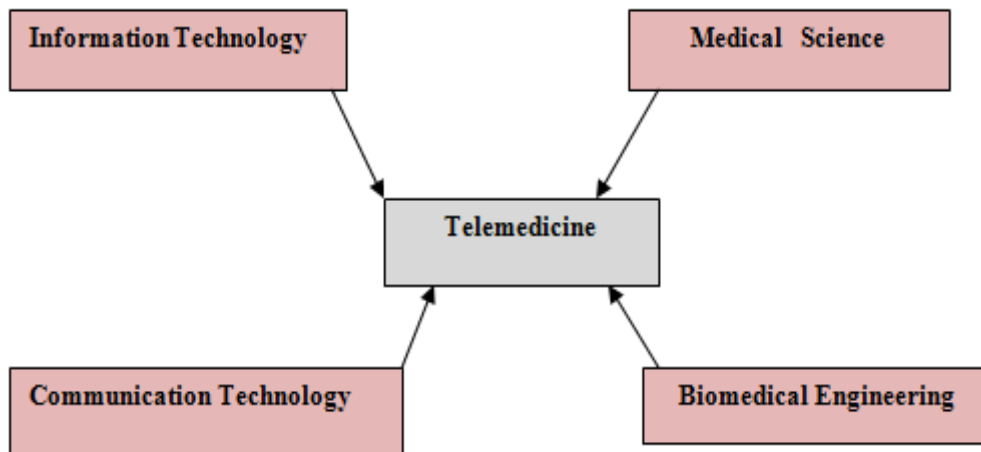 Information Technology
Medical Science
Telemedicine
Communication Technology
Biomedical Engineering